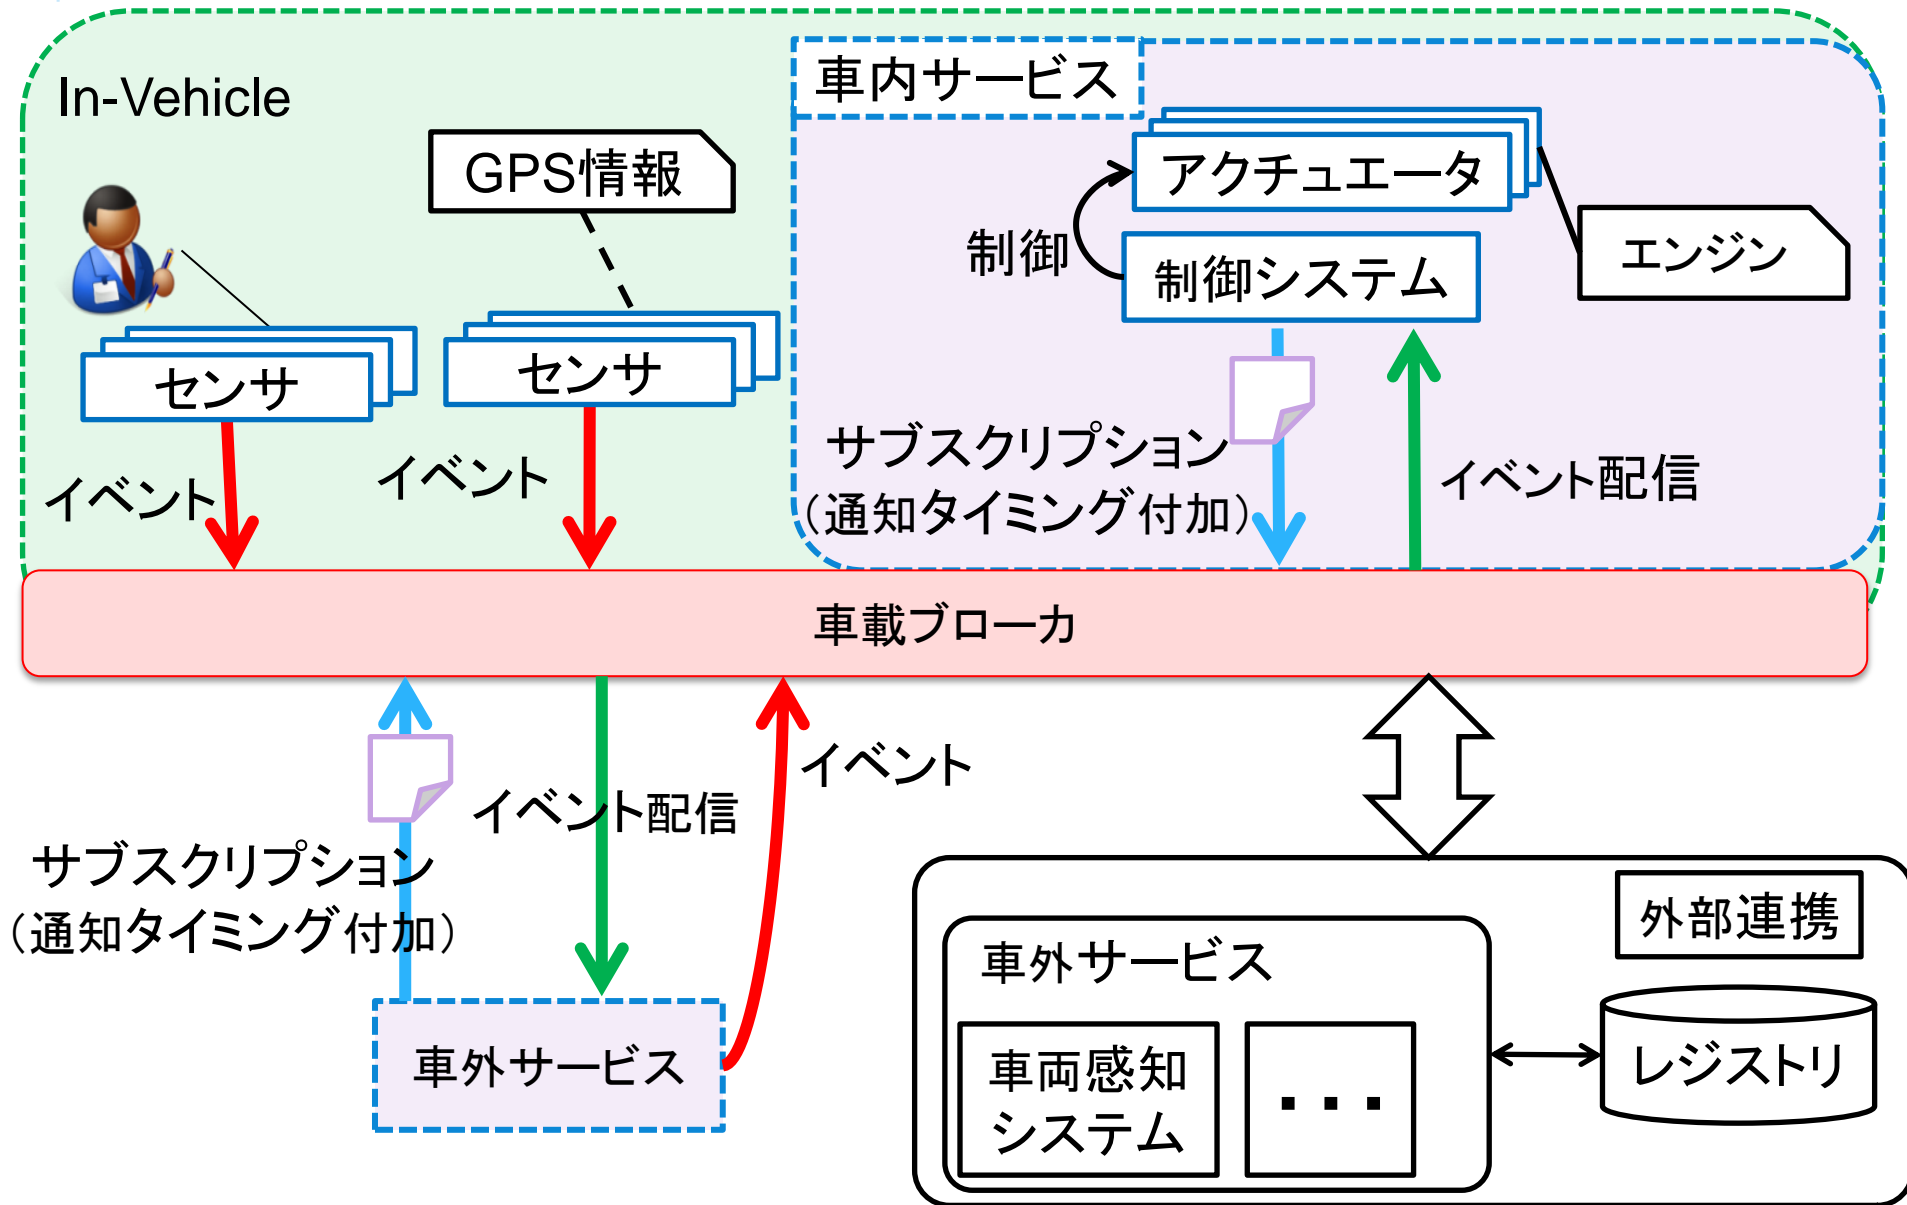 In-Vehicle
車内サービス
GPS情報
アクチュエータ
制御
制御システム
エンジン
センサ
センサ
イベント
イベント
サブスクリプション
（通知タイミング付加）
イベント配信
車載ブローカ
イベント
イベント配信
サブスクリプション
（通知タイミング付加）
車外サービス
外部連携
車外サービス
車両感知
システム
・・・
レジストリ